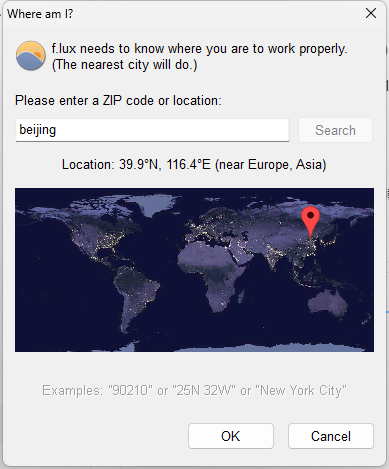 Where am I?
f.lux needs to know where you are to work properly.
(The nearest city will do.)
Please enter a ZIP code or location:
beijing
Search
Location: 39.9°N, 116.4°E (near Europe, Asia)
Examples: "90210" or "25N 32W" or "New York City"
OK
Cancel